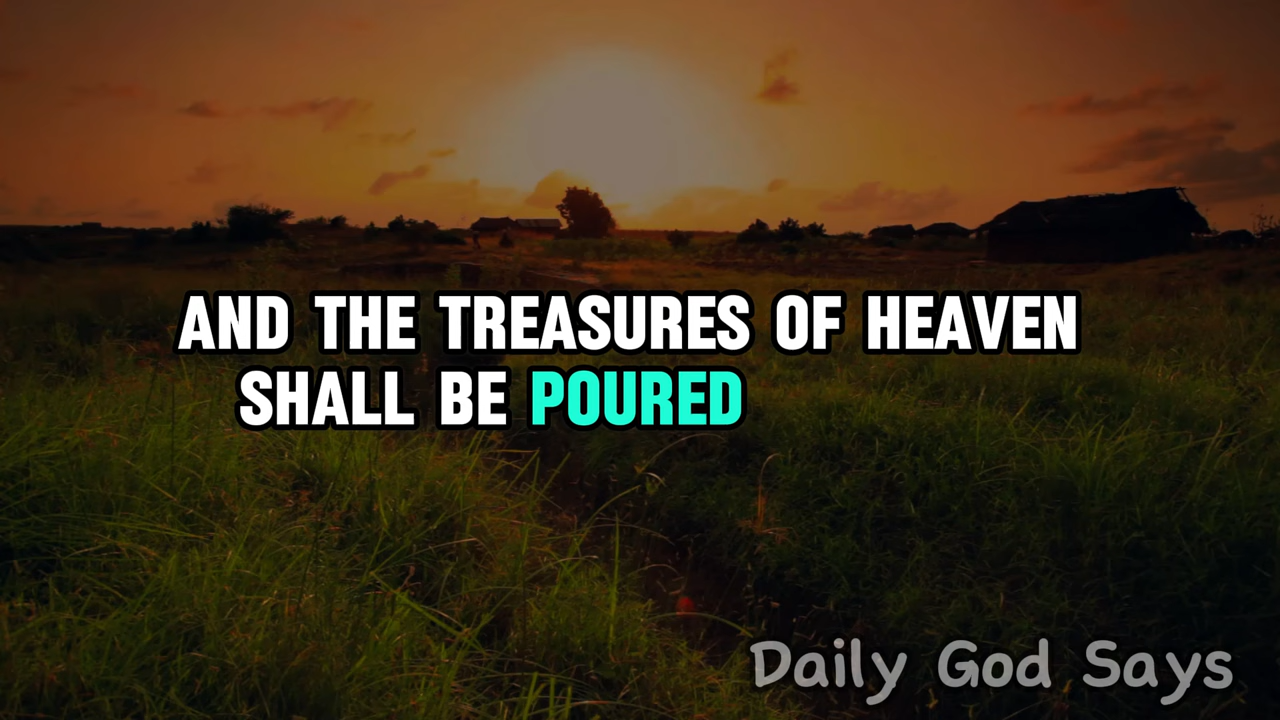 AND THE TREASURES OF HEAVEN
SHALL BE POURED
Daily God Says